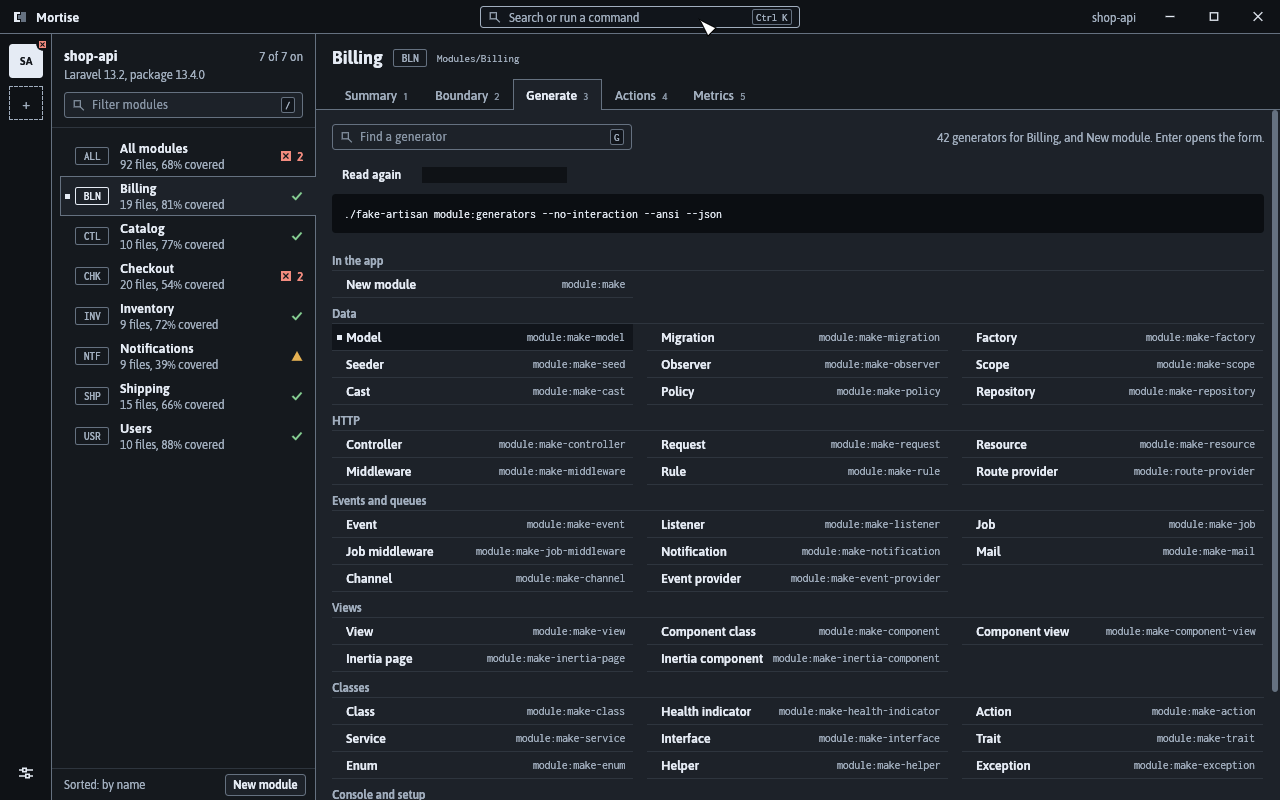 Mortise
Search or run a command
Ctrl K
shop-api
SA
+
shop-api
7 of 7 on
Laravel 13.2, package 13.4.0
Filter modules
/
ALL
All modules
92 files, 68% covered
2
BLN
Billing
19 files, 81% covered
CTL
Catalog
10 files, 77% covered
CHK
Checkout
20 files, 54% covered
2
INV
Inventory
9 files, 72% covered
NTF
Notifications
9 files, 39% covered
SHP
Shipping
15 files, 66% covered
USR
Users
10 files, 88% covered
Sorted: by name
New module
Billing
BLN
Modules/Billing
Summary 1
Boundary 2
Generate 3
Actions 4
Metrics 5
Find a generator
G
42 generators for Billing, and New module. Enter opens the form.
Read again
./fake-artisan module:generators --no-interaction --ansi --json
In the app
New module module:make
Data
Model module:make-model
Migration module:make-migration
Factory module:make-factory
Seeder module:make-seed
Observer module:make-observer
Scope module:make-scope
Cast module:make-cast
Policy module:make-policy
Repository module:make-repository
HTTP
Controller module:make-controller
Request module:make-request
Resource module:make-resource
Middleware module:make-middleware
Rule module:make-rule
Route provider module:route-provider
Events and queues
Event module:make-event
Listener module:make-listener
Job module:make-job
Job middleware module:make-job-middleware
Notification module:make-notification
Mail module:make-mail
Channel module:make-channel
Event provider module:make-event-provider
Views
View module:make-view
Component class module:make-component
Component view module:make-component-view
Inertia page module:make-inertia-page
Inertia component module:make-inertia-component
Classes
Class module:make-class
Health indicator module:make-health-indicator
Action module:make-action
Service module:make-service
Interface module:make-interface
Trait module:make-trait
Enum module:make-enum
Helper module:make-helper
Exception module:make-exception
Console and setup